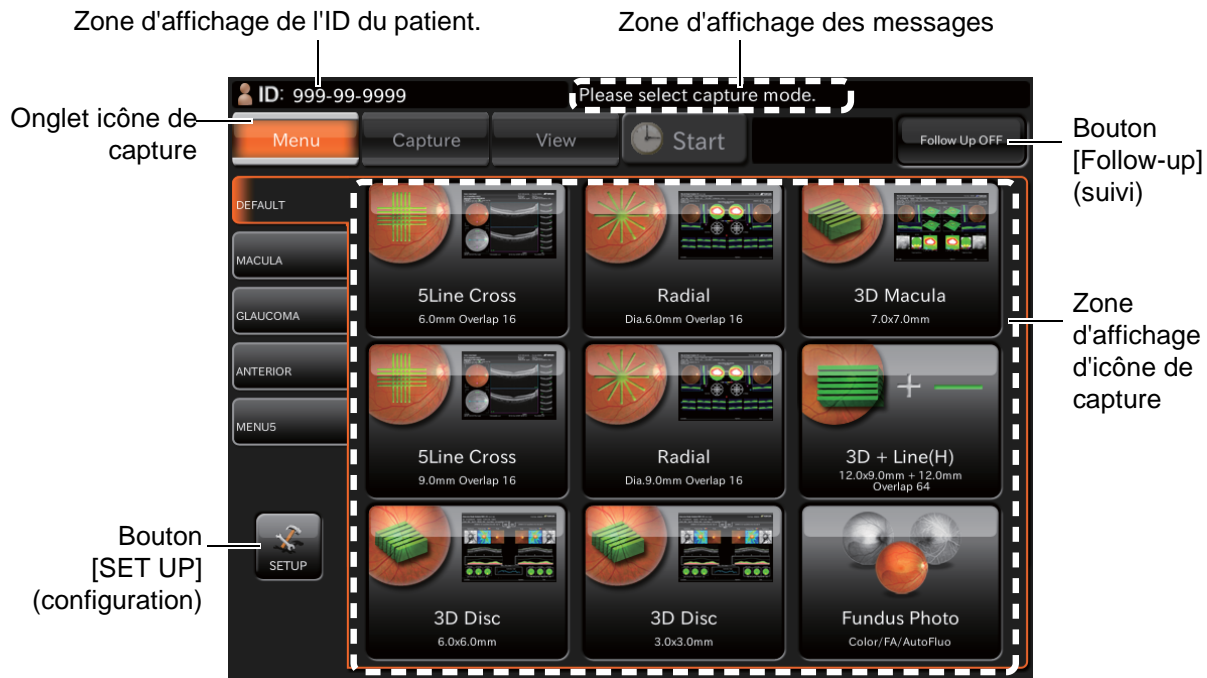 Zone d'affichage de l'ID du patient.
Zone d'affichage des messages
ID: 999-99-9999
Please select capture mode.
Onglet icône de
capture
Menu
Capture
View
Start
Follow Up OFF
Bouton
[Follow-up]
(suivi)
DEFAULT
MACULA
GLAUCOMA
ANTERIOR
MENU5
5Line Cross
6.0mm Overlap 16
Radial
Dia.6.0mm Overlap 16
3D Macula
7.0x7.0mm
Zone
d'affichage
d'icône de
capture
5Line Cross
9.0mm Overlap 16
Radial
Dia.9.0mm Overlap 16
3D + Line(H)
12.0x9.0mm + 12.0mm
Overlap 64
Bouton
[SET UP]
(configuration)
SETUP
3D Disc
6.0x6.0mm
3D Disc
3.0x3.0mm
Fundus Photo
Color/FA/AutoFluo